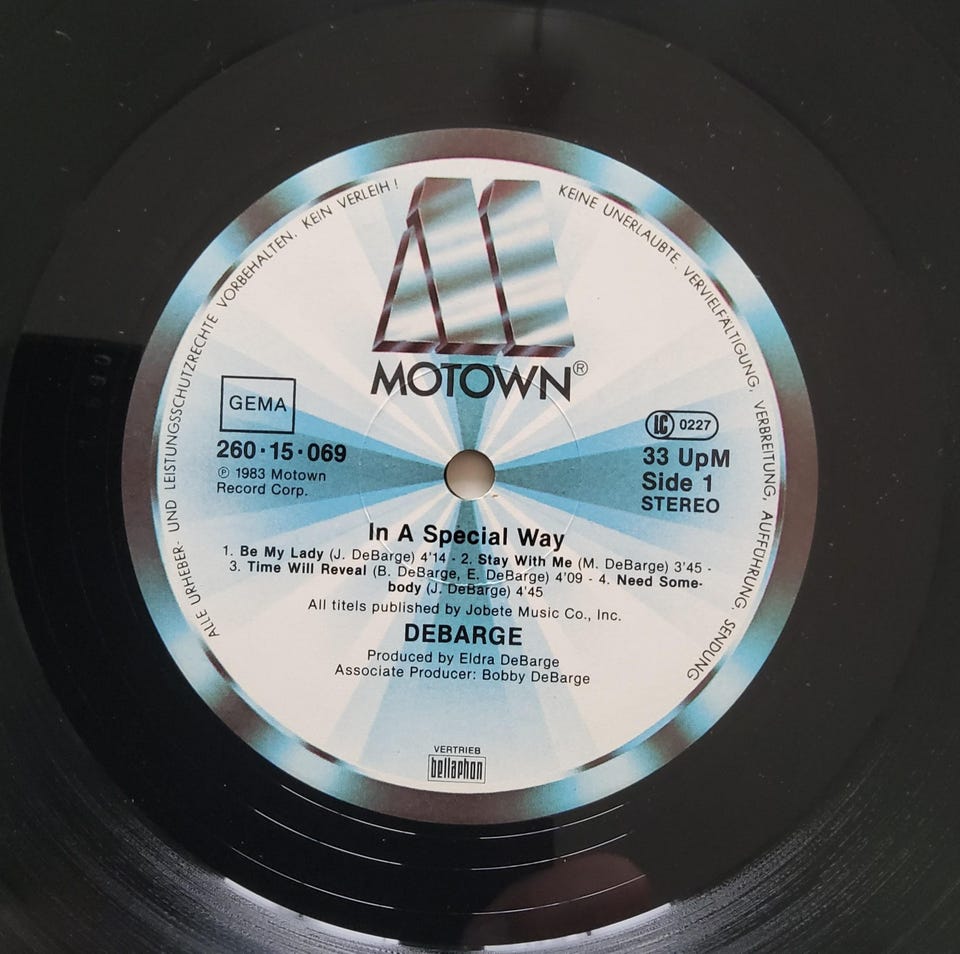 ALLE URHEBER- UND LEISTUNGSSCHUTZRECHTE VORBEHALTEN. KEIN VERLEIH! KEINE UNERLAUBTE VERVIELFÄLTIGUNG, VERBREITUNG, AUFFÜHRUNG, SENDUNG
MOTOWN®
GEMA
260·15·069
℗ 1983 Motown
Record Corp.
LC 0227
33 UpM
Side 1
STEREO
In A Special Way
1. Be My Lady (J. DeBarge) 4'14 - 2. Stay With Me (M. DeBarge) 3'45 -
3. Time Will Reveal (B. DeBarge, E. DeBarge) 4'09 - 4. Need Some-
body (J. DeBarge) 4'45
All titels published by Jobete Music Co., Inc.
DEBARGE
Produced by Eldra DeBarge
Associate Producer: Bobby DeBarge
VERTRIEB
bellaphon